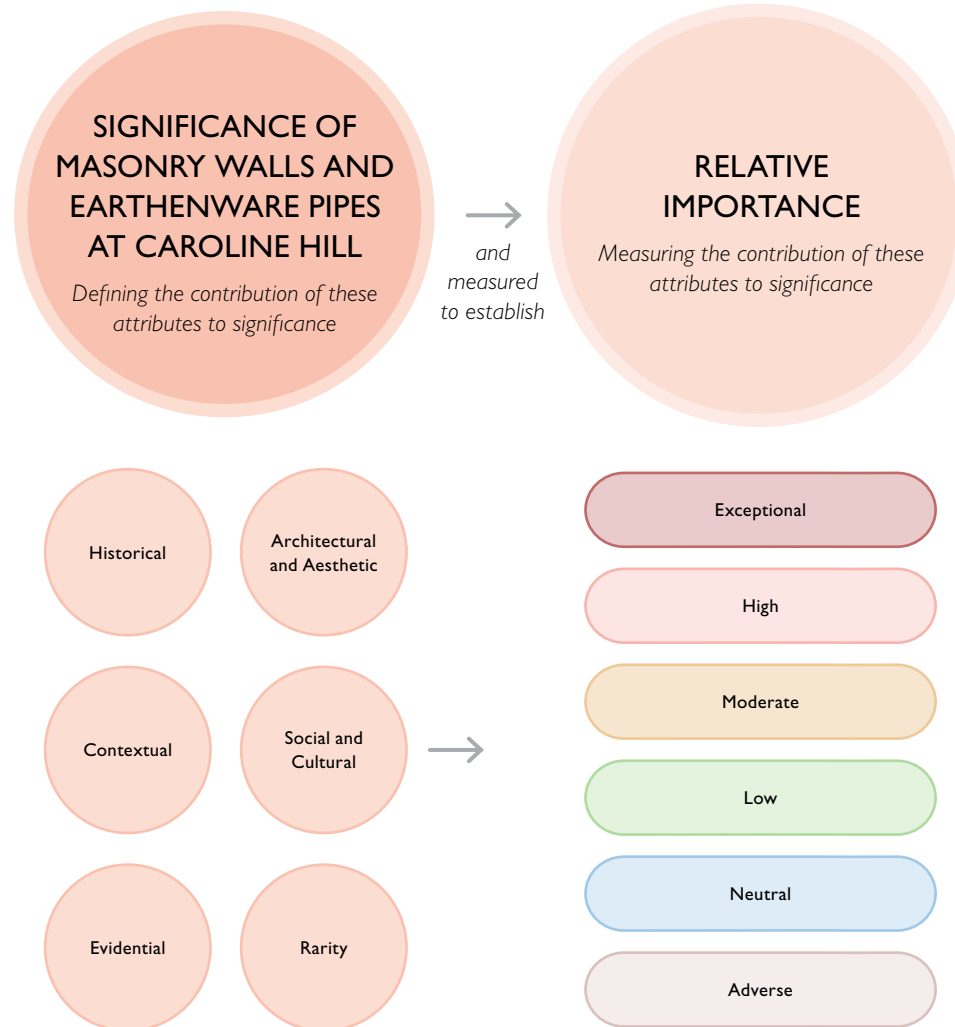 SIGNIFICANCE OF
MASONRY WALLS AND
EARTHENWARE PIPES
AT CAROLINE HILL
Defining the contribution of these
attributes to significance
and
measured
to establish
RELATIVE
IMPORTANCE
Measuring the contribution of these
attributes to significance
Historical
Architectural
and Aesthetic
Contextual
Social and
Cultural
Evidential
Rarity
Exceptional
High
Moderate
Low
Neutral
Adverse